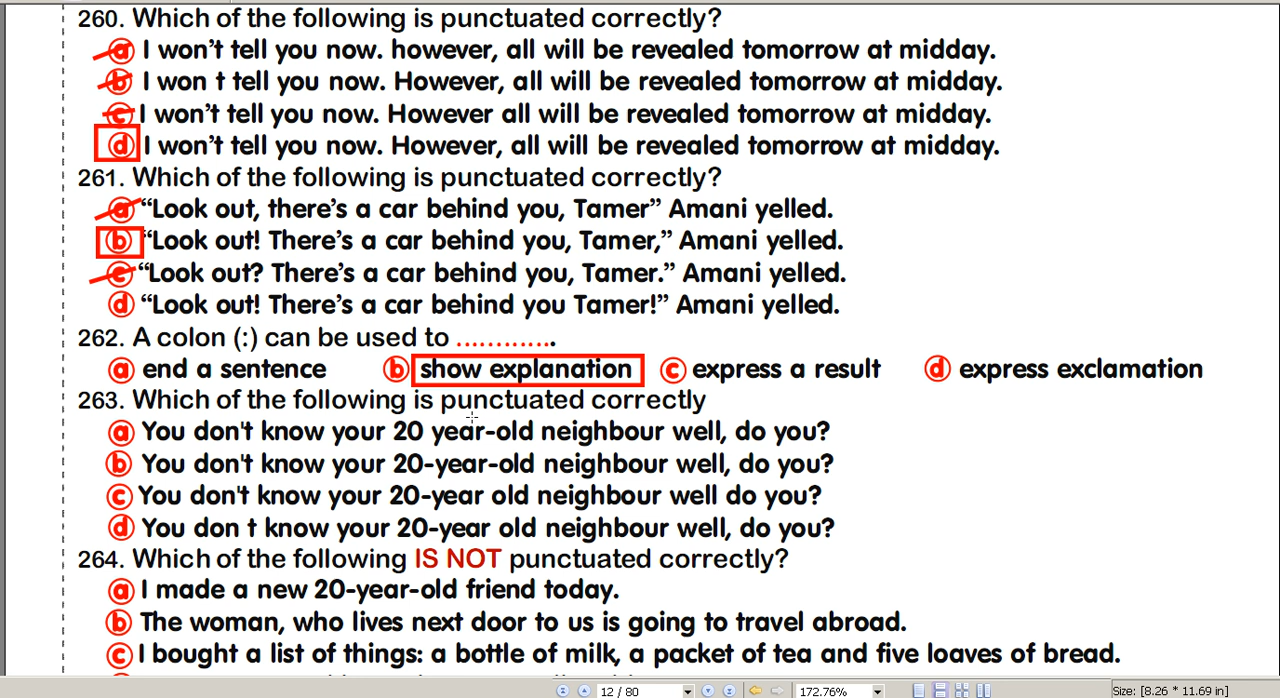 260. Which of the following is punctuated correctly?
a I won’t tell you now. however, all will be revealed tomorrow at midday.
b I won t tell you now. However, all will be revealed tomorrow at midday.
c I won’t tell you now. However all will be revealed tomorrow at midday.
d I won’t tell you now. However, all will be revealed tomorrow at midday.
261. Which of the following is punctuated correctly?
a “Look out, there’s a car behind you, Tamer” Amani yelled.
b “Look out! There’s a car behind you, Tamer,” Amani yelled.
c “Look out? There’s a car behind you, Tamer.” Amani yelled.
d “Look out! There’s a car behind you Tamer!” Amani yelled.
262. A colon (:) can be used to .............
a end a sentence b show explanation c express a result d express exclamation
263. Which of the following is punctuated correctly
a You don't know your 20 year-old neighbour well, do you?
b You don't know your 20-year-old neighbour well, do you?
c You don't know your 20-year old neighbour well do you?
d You don t know your 20-year old neighbour well, do you?
264. Which of the following IS NOT punctuated correctly?
a I made a new 20-year-old friend today.
b The woman, who lives next door to us is going to travel abroad.
c I bought a list of things: a bottle of milk, a packet of tea and five loaves of bread.
12 / 80 172.76% Size: [8.26 * 11.69 in]